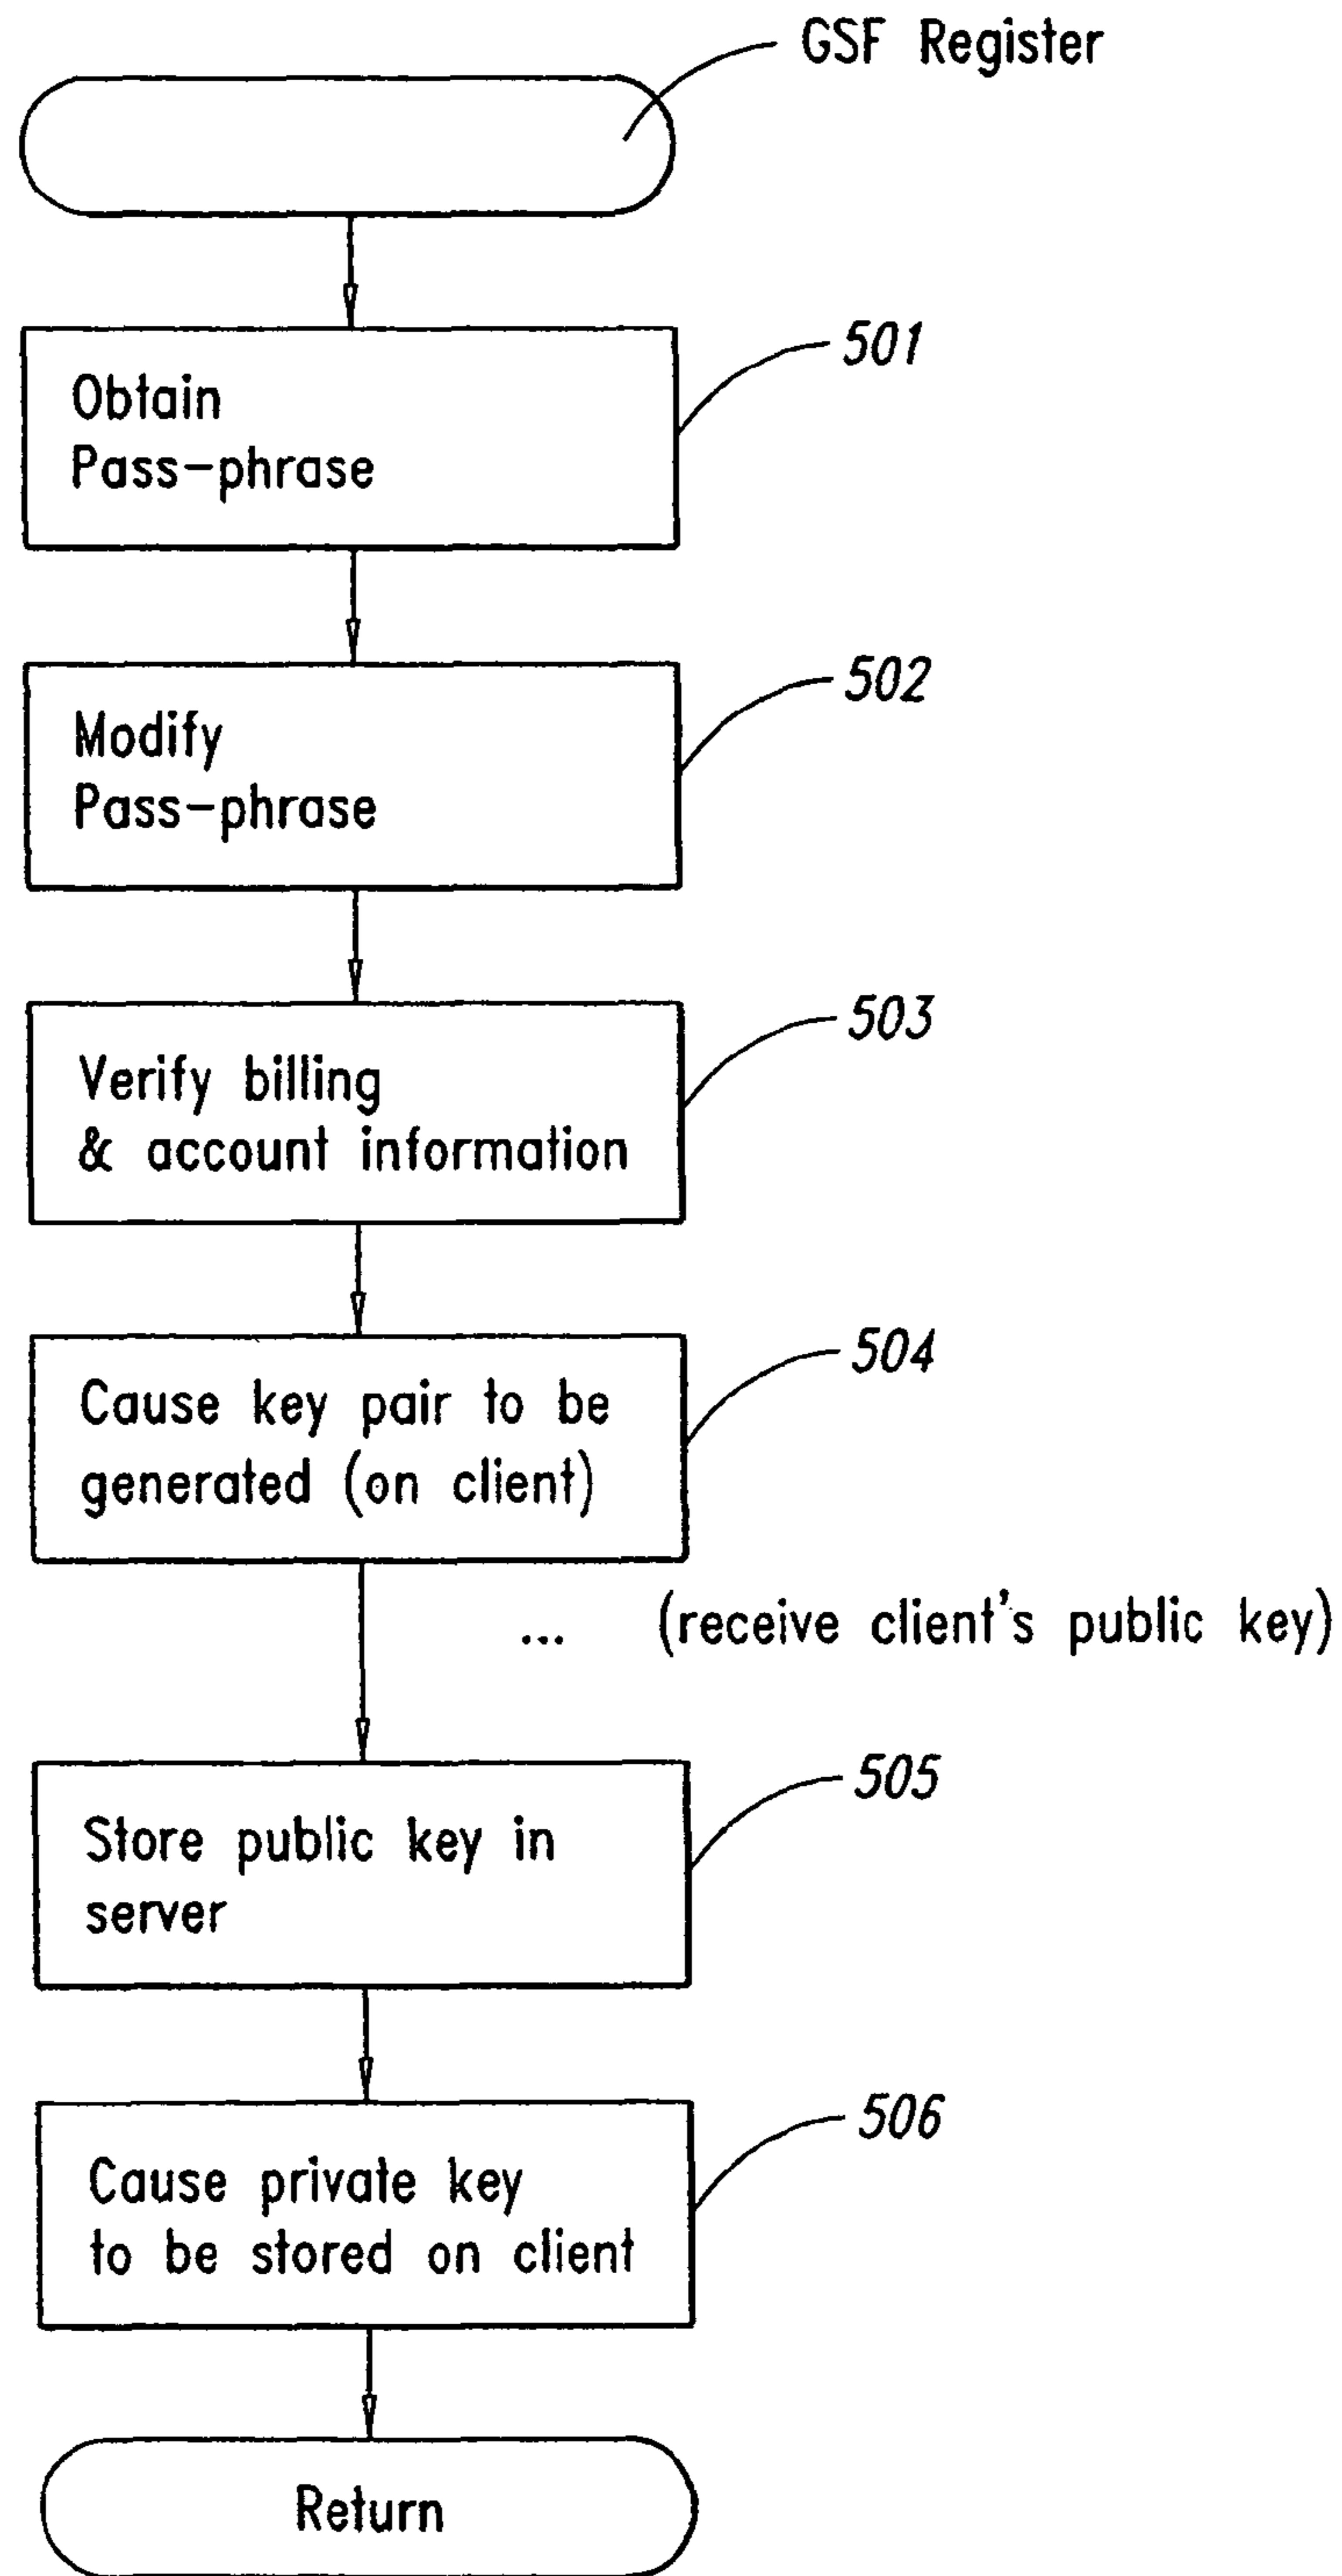 GSF Register
501
Obtain
Pass-phrase
502
Modify
Pass-phrase
503
Verify billing
& account information
504
Cause key pair to be
generated (on client)
... (receive client's public key)
505
Store public key in
server
506
Cause private key
to be stored on client
Return